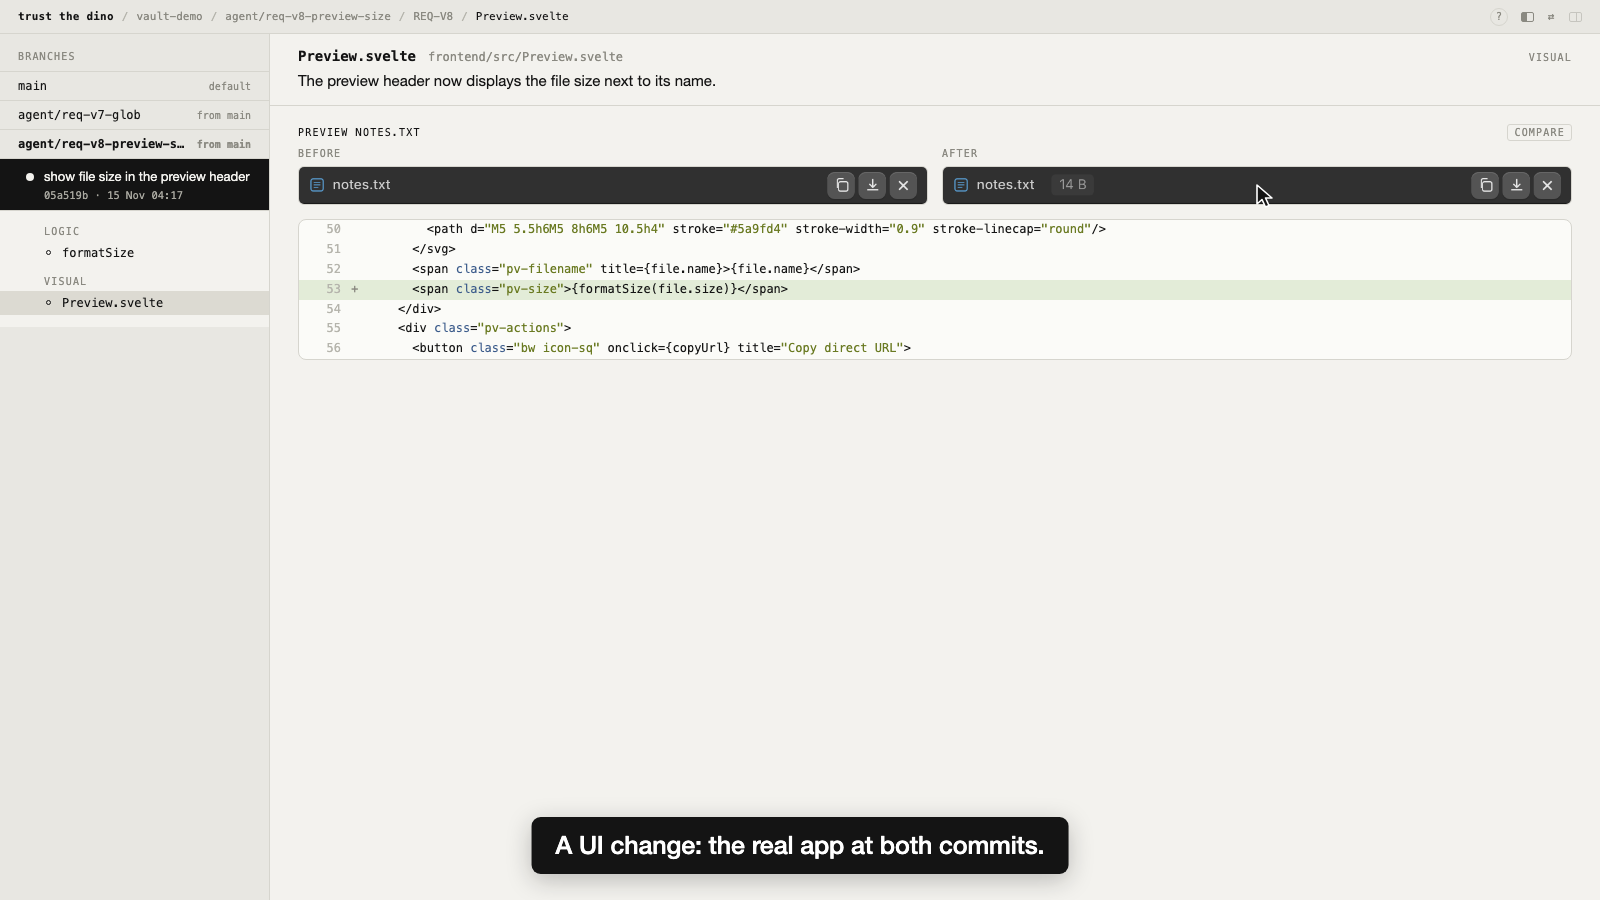 trust the dino / vault-demo / agent/req-v8-preview-size / REQ-V8 / Preview.svelte
?
BRANCHES
main default
agent/req-v7-glob from main
agent/req-v8-preview-s… from main
show file size in the preview header
05a519b · 15 Nov 04:17
LOGIC
formatSize
VISUAL
Preview.svelte
Preview.svelte frontend/src/Preview.svelte VISUAL
The preview header now displays the file size next to its name.
PREVIEW NOTES.TXT COMPARE
BEFORE AFTER
notes.txt
notes.txt 14 B
50 <path d="M5 5.5h6M5 8h6M5 10.5h4" stroke="#5a9fd4" stroke-width="0.9" stroke-linecap="round"/>
51 </svg>
52 <span class="pv-filename" title={file.name}>{file.name}</span>
53 + <span class="pv-size">{formatSize(file.size)}</span>
54 </div>
55 <div class="pv-actions">
56 <button class="bw icon-sq" onclick={copyUrl} title="Copy direct URL">
A UI change: the real app at both commits.